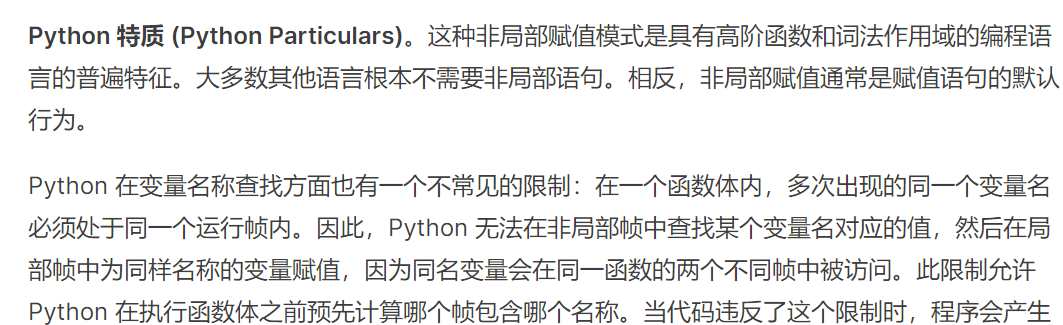 Python 特质 (Python Particulars)。这种非局部赋值模式是具有高阶函数和词法作用域的编程语
言的普遍特征。大多数其他语言根本不需要非局部语句。相反，非局部赋值通常是赋值语句的默认
行为。
Python 在变量名称查找方面也有一个不常见的限制：在一个函数体内，多次出现的同一个变量名
必须处于同一个运行帧内。因此，Python 无法在非局部帧中查找某个变量名对应的值，然后在局
部帧中为同样名称的变量赋值，因为同名变量会在同一函数的两个不同帧中被访问。此限制允许
Python 在执行函数体之前预先计算哪个帧包含哪个名称。当代码违反了这个限制时，程序会产生